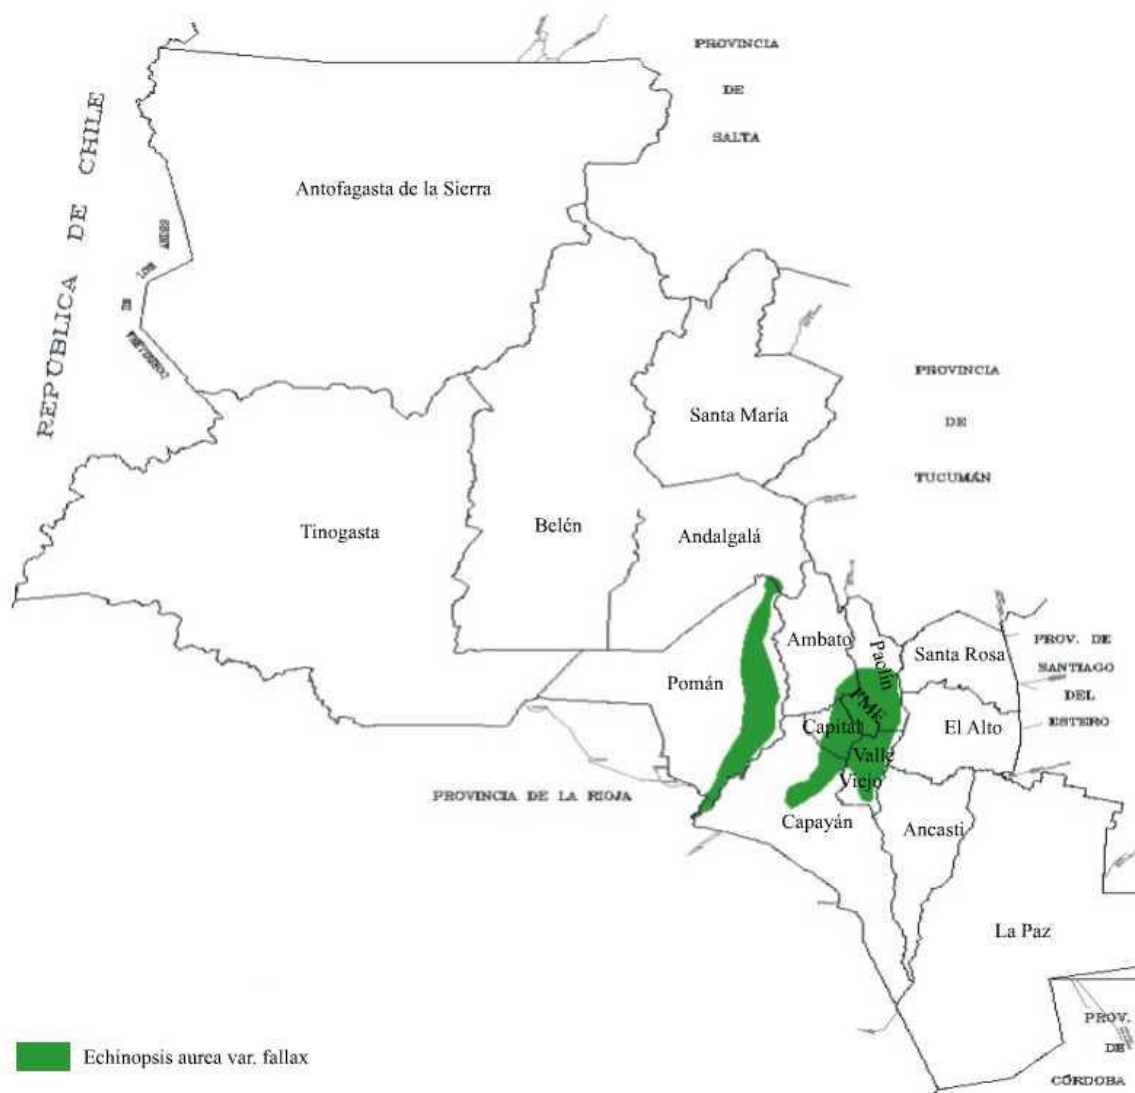 PROVINCIA
DE
SALTA
REPUBLICA DE CHILE
Antofagasta de la Sierra
PROVINCIA
DE
TUCUMÁN
Santa María
Tinogasta
Belén
Andalgalá
Ambato
Paclín
Santa Rosa
PROV. DE
SANTIAGO
DEL
ESTERO
Pomán
FME
Capital
El Alto
Valle
Viejo
PROVINCIA DE LA RIOJA
Capayán
Ancasti
La Paz
PROV.
DE
CÓRDOBA
Echinopsis aurea var. fallax